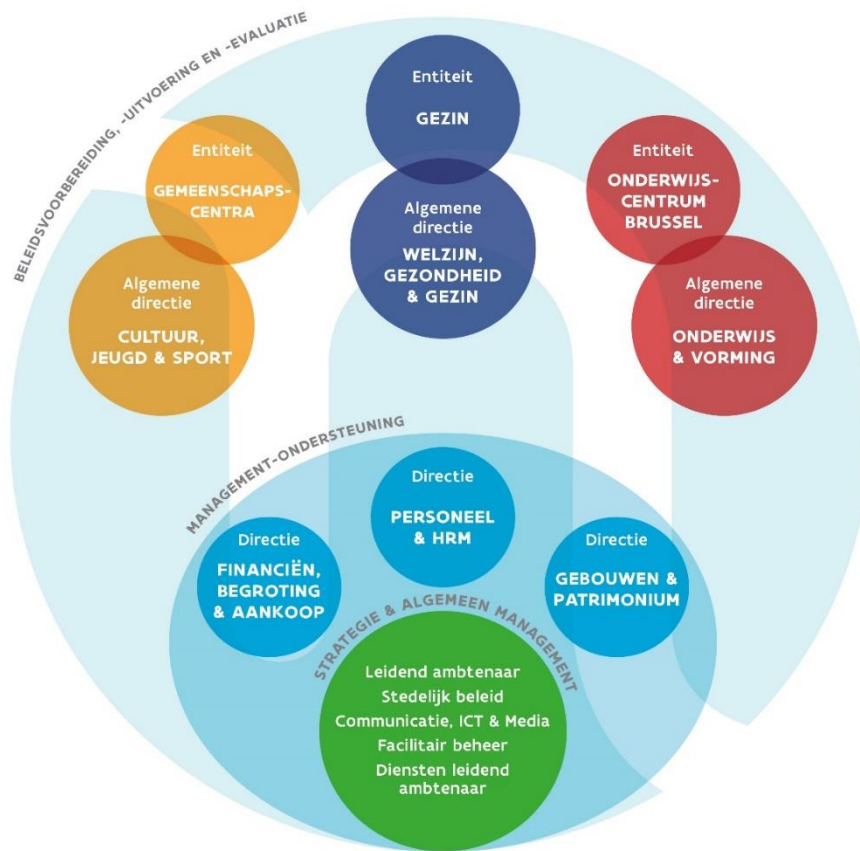 BELEIDSVOORBEREIDING, -UITVOERING EN -EVALUATIE
Entiteit
GEZIN
Entiteit
GEMEENSCHAPS-
CENTRA
Entiteit
ONDERWIJS-
CENTRUM
BRUSSEL
Algemene
directie
WELZIJN,
GEZONDHEID
& GEZIN
Algemene
directie
CULTUUR,
JEUGD & SPORT
Algemene
directie
ONDERWIJS
& VORMING
MANAGEMENT-ONDERSTEUNING
Directie
PERSONEEL
& HRM
Directie
FINANCIËN,
BEGROTING
& AANKOOP
Directie
GEBOUWEN &
PATRIMONIUM
STRATEGIE & ALGEMEEN MANAGEMENT
Leidend ambtenaar
Stedelijk beleid
Communicatie, ICT & Media
Facilitair beheer
Diensten leidend
ambtenaar